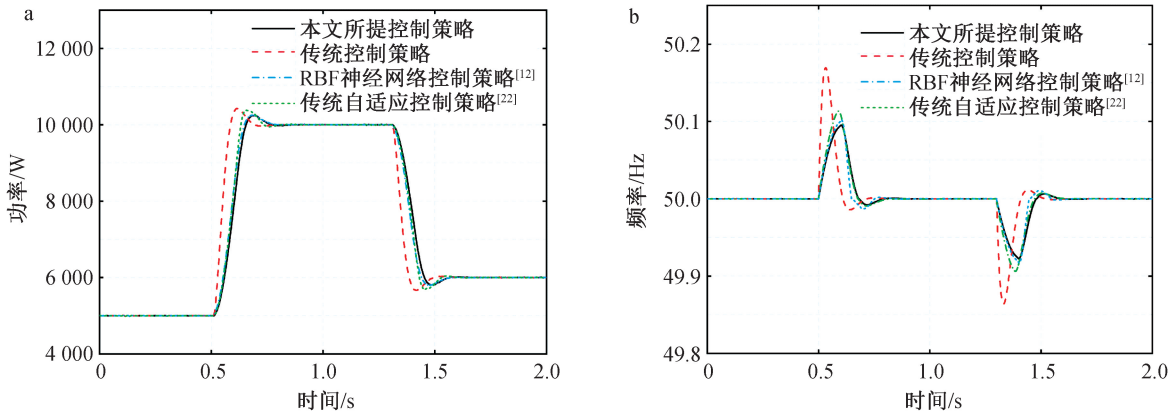 a
本文所提控制策略
传统控制策略
RBF神经网络控制策略[12]
传统自适应控制策略[22]
12 000
10 000
8 000
6 000
4 000
功率/W
0
0.5
1.0
1.5
2.0
时间/s
b
本文所提控制策略
传统控制策略
RBF神经网络控制策略[12]
传统自适应控制策略[22]
50.2
50.1
50.0
49.9
49.8
频率/Hz
0
0.5
1.0
1.5
2.0
时间/s